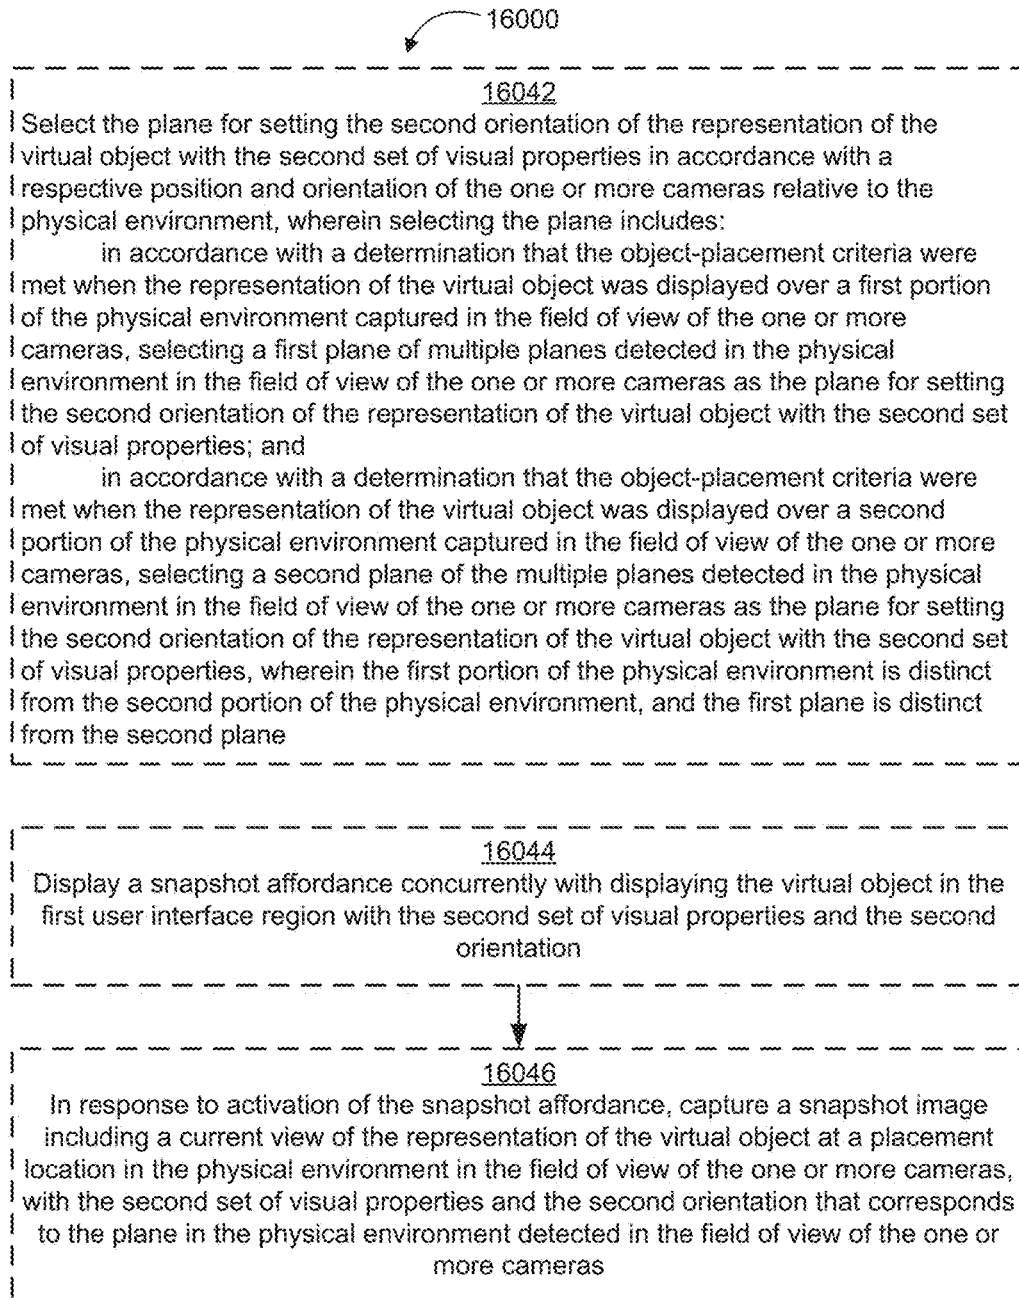 16000
16042
Select the plane for setting the second orientation of the representation of the
virtual object with the second set of visual properties in accordance with a
respective position and orientation of the one or more cameras relative to the
physical environment, wherein selecting the plane includes:
in accordance with a determination that the object-placement criteria were
met when the representation of the virtual object was displayed over a first portion
of the physical environment captured in the field of view of the one or more
cameras, selecting a first plane of multiple planes detected in the physical
environment in the field of view of the one or more cameras as the plane for setting
the second orientation of the representation of the virtual object with the second set
of visual properties; and
in accordance with a determination that the object-placement criteria were
met when the representation of the virtual object was displayed over a second
portion of the physical environment captured in the field of view of the one or more
cameras, selecting a second plane of the multiple planes detected in the physical
environment in the field of view of the one or more cameras as the plane for setting
the second orientation of the representation of the virtual object with the second set
of visual properties, wherein the first portion of the physical environment is distinct
from the second portion of the physical environment, and the first plane is distinct
from the second plane
16044
Display a snapshot affordance concurrently with displaying the virtual object in the
first user interface region with the second set of visual properties and the second
orientation
16046
In response to activation of the snapshot affordance, capture a snapshot image
including a current view of the representation of the virtual object at a placement
location in the physical environment in the field of view of the one or more cameras,
with the second set of visual properties and the second orientation that corresponds
to the plane in the physical environment detected in the field of view of the one or
more cameras